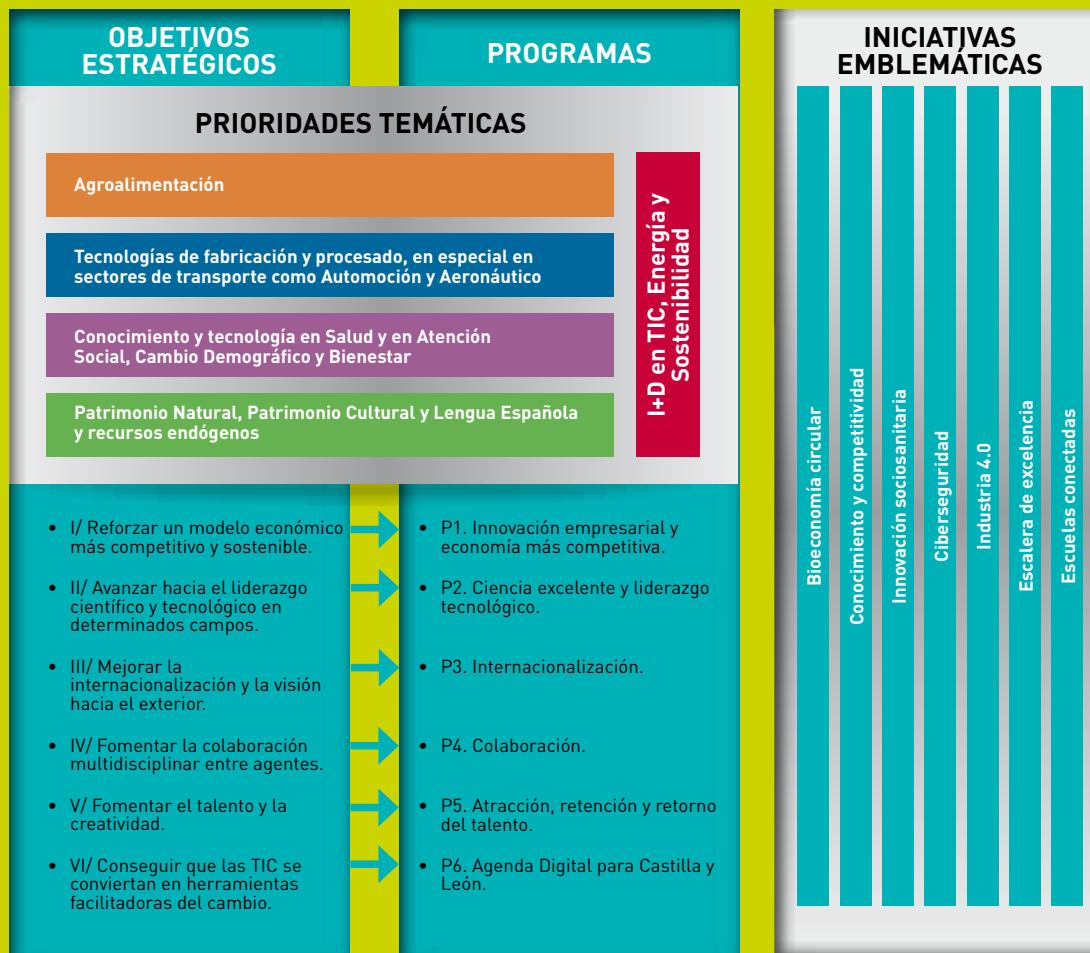 OBJETIVOS
ESTRATÉGICOS
PROGRAMAS
PRIORIDADES TEMÁTICAS
Agroalimentación
Tecnologías de fabricación y procesado, en especial en
sectores de transporte como Automoción y Aeronáutico
Conocimiento y tecnología en Salud y en Atención
Social, Cambio Demográfico y Bienestar
Patrimonio Natural, Patrimonio Cultural y Lengua Española
y recursos endógenos
I+D en TIC, Energía y
Sostenibilidad
• I/ Reforzar un modelo económico
más competitivo y sostenible.
• II/ Avanzar hacia el liderazgo
científico y tecnológico en
determinados campos.
• III/ Mejorar la
internacionalización y la visión
hacia el exterior.
• IV/ Fomentar la colaboración
multidisciplinar entre agentes.
• V/ Fomentar el talento y la
creatividad.
• VI/ Conseguir que las TIC se
conviertan en herramientas
facilitadoras del cambio.
• P1. Innovación empresarial y
economía más competitiva.
• P2. Ciencia excelente y liderazgo
tecnológico.
• P3. Internacionalización.
• P4. Colaboración.
• P5. Atracción, retención y retorno
del talento.
• P6. Agenda Digital para Castilla y
León.
INICIATIVAS
EMBLEMÁTICAS
Bioeconomía circular
Conocimiento y competitividad
Innovación sociosanitaria
Ciberseguridad
Industria 4.0
Escalera de excelencia
Escuelas conectadas